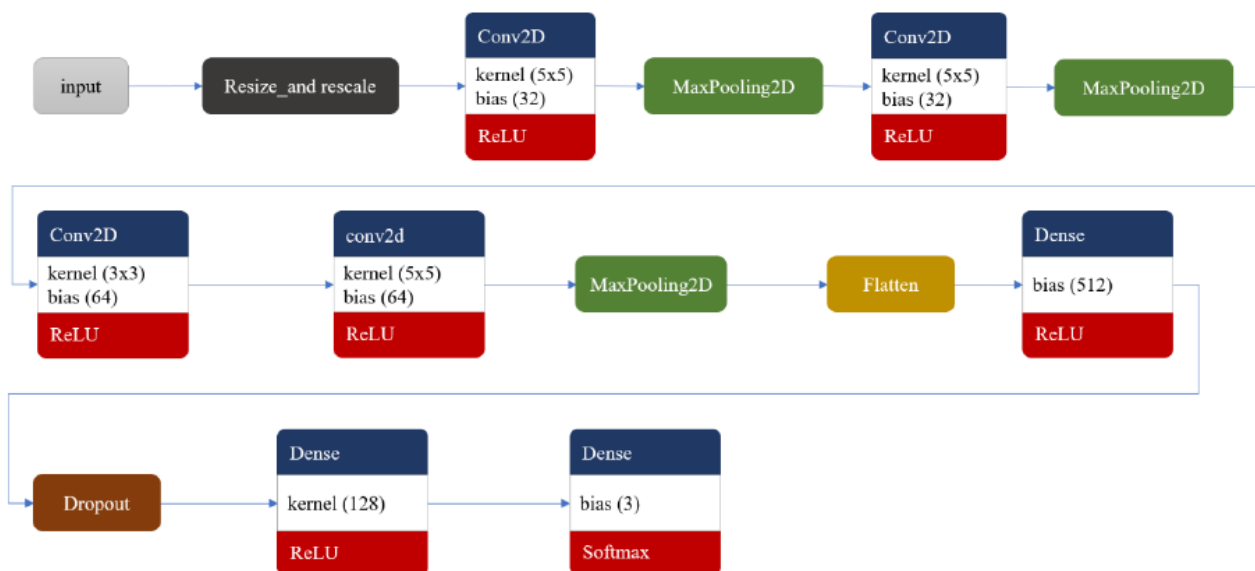 input
Resize_and rescale
Conv2D
kernel (5x5)
bias (32)
ReLU
MaxPooling2D
Conv2D
kernel (5x5)
bias (32)
ReLU
MaxPooling2D
Conv2D
kernel (3x3)
bias (64)
ReLU
conv2d
kernel (5x5)
bias (64)
ReLU
MaxPooling2D
Flatten
Dense
bias (512)
ReLU
Dropout
Dense
kernel (128)
ReLU
Dense
bias (3)
Softmax